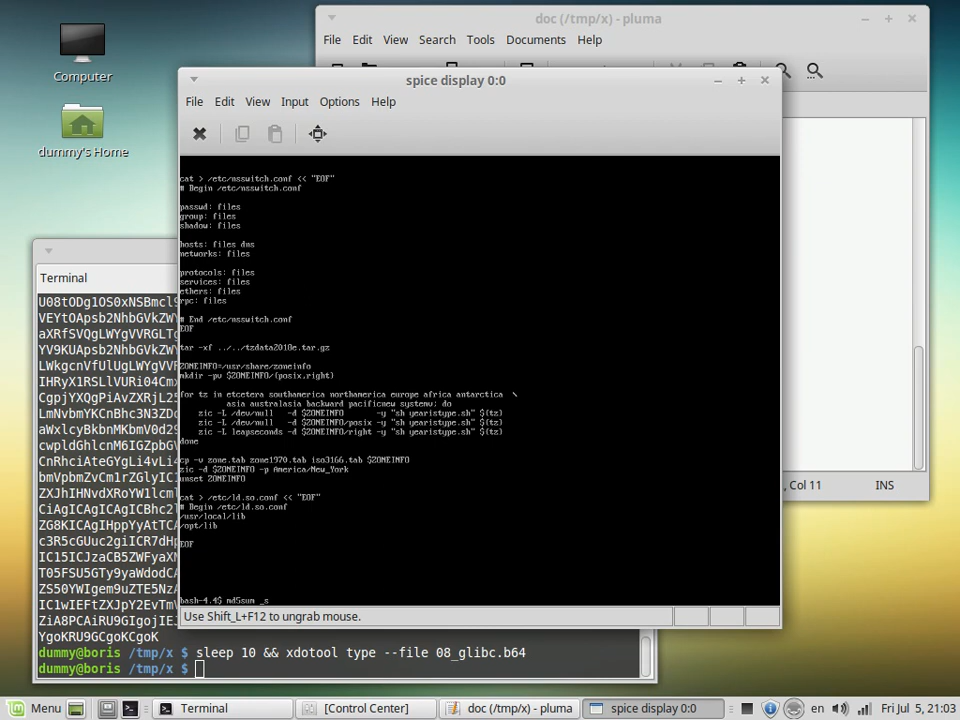 doc (/tmp/x) - pluma
File Edit View Search Tools Documents Help
Computer
dummy's Home
spice display 0:0
File Edit View Input Options Help
cat > /etc/nsswitch.conf << "EOF"
# Begin /etc/nsswitch.conf
passwd: files
group: files
shadow: files
hosts: files dns
networks: files
protocols: files
services: files
ethers: files
rpc: files
# End /etc/nsswitch.conf
EOF
tar -xf ../../tzdata2018e.tar.gz
ZONEINFO=/usr/share/zoneinfo
mkdir -pv $ZONEINFO/{posix,right}
for tz in etcetera southamerica northamerica europe africa antarctica \
asia australasia backward pacificnew systemv; do
zic -L /dev/null -d $ZONEINFO -y "sh yearistype.sh" ${tz}
zic -L /dev/null -d $ZONEINFO/posix -y "sh yearistype.sh" ${tz}
zic -L leapseconds -d $ZONEINFO/right -y "sh yearistype.sh" ${tz}
done
cp -v zone.tab zone1970.tab iso3166.tab $ZONEINFO
zic -d $ZONEINFO -p America/New_York
unset ZONEINFO
cat > /etc/ld.so.conf << "EOF"
# Begin /etc/ld.so.conf
/usr/local/lib
/opt/lib
EOF
bash-4.4$ md5sum _s
Use Shift_L+F12 to ungrab mouse.
, Col 11 INS
Terminal
dummy@boris /tmp/x $ sleep 10 && xdotool type --file 08_glibc.b64
dummy@boris /tmp/x $
Menu
Terminal
[Control Center]
doc (/tmp/x) - pluma
spice display 0:0
en
Fri Jul 5, 21:03